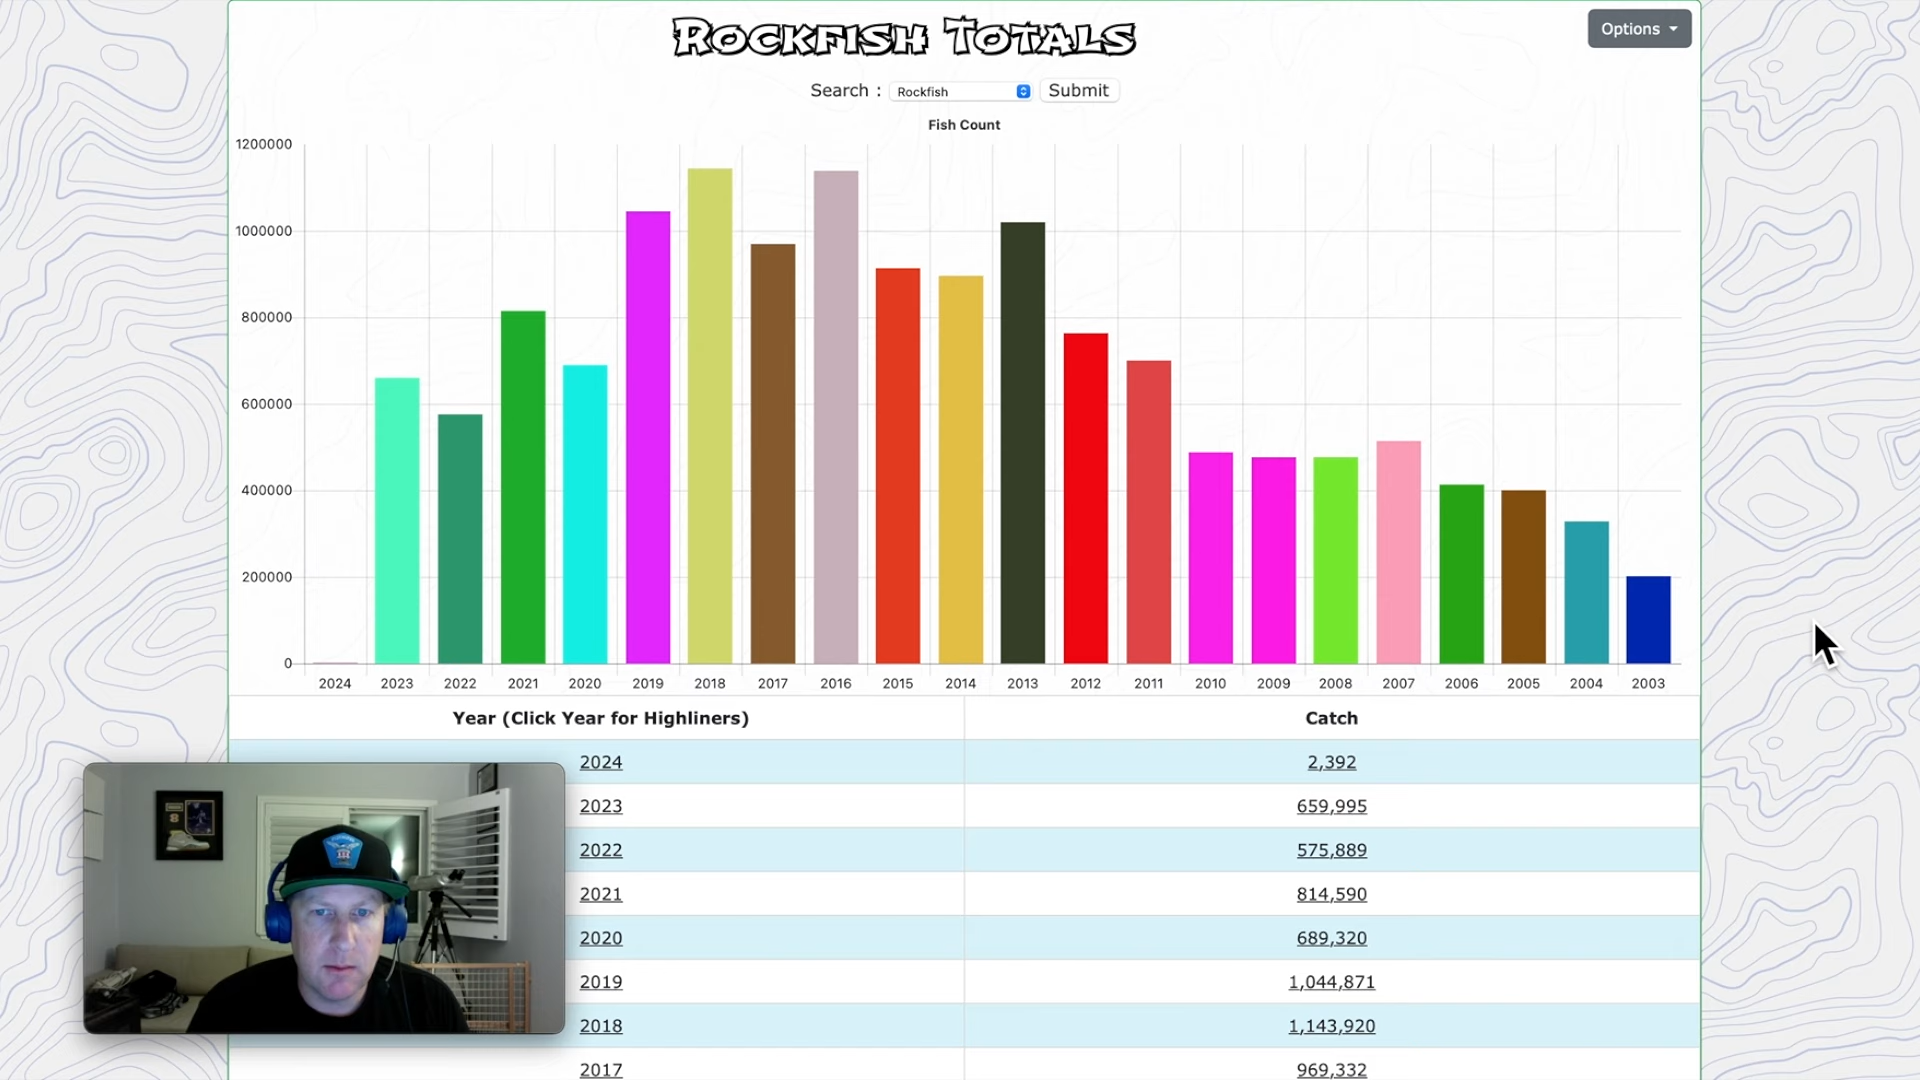 Rockfish Totals
Options
Search : Rockfish Submit
Fish Count
1200000
1000000
800000
600000
400000
200000
0
2024 2023 2022 2021 2020 2019 2018 2017 2016 2015 2014 2013 2012 2011 2010 2009 2008 2007 2006 2005 2004 2003
Year (Click Year for Highliners) Catch
2024 2,392
2023 659,995
2022 575,889
2021 814,590
2020 689,320
2019 1,044,871
2018 1,143,920
2017 969,332